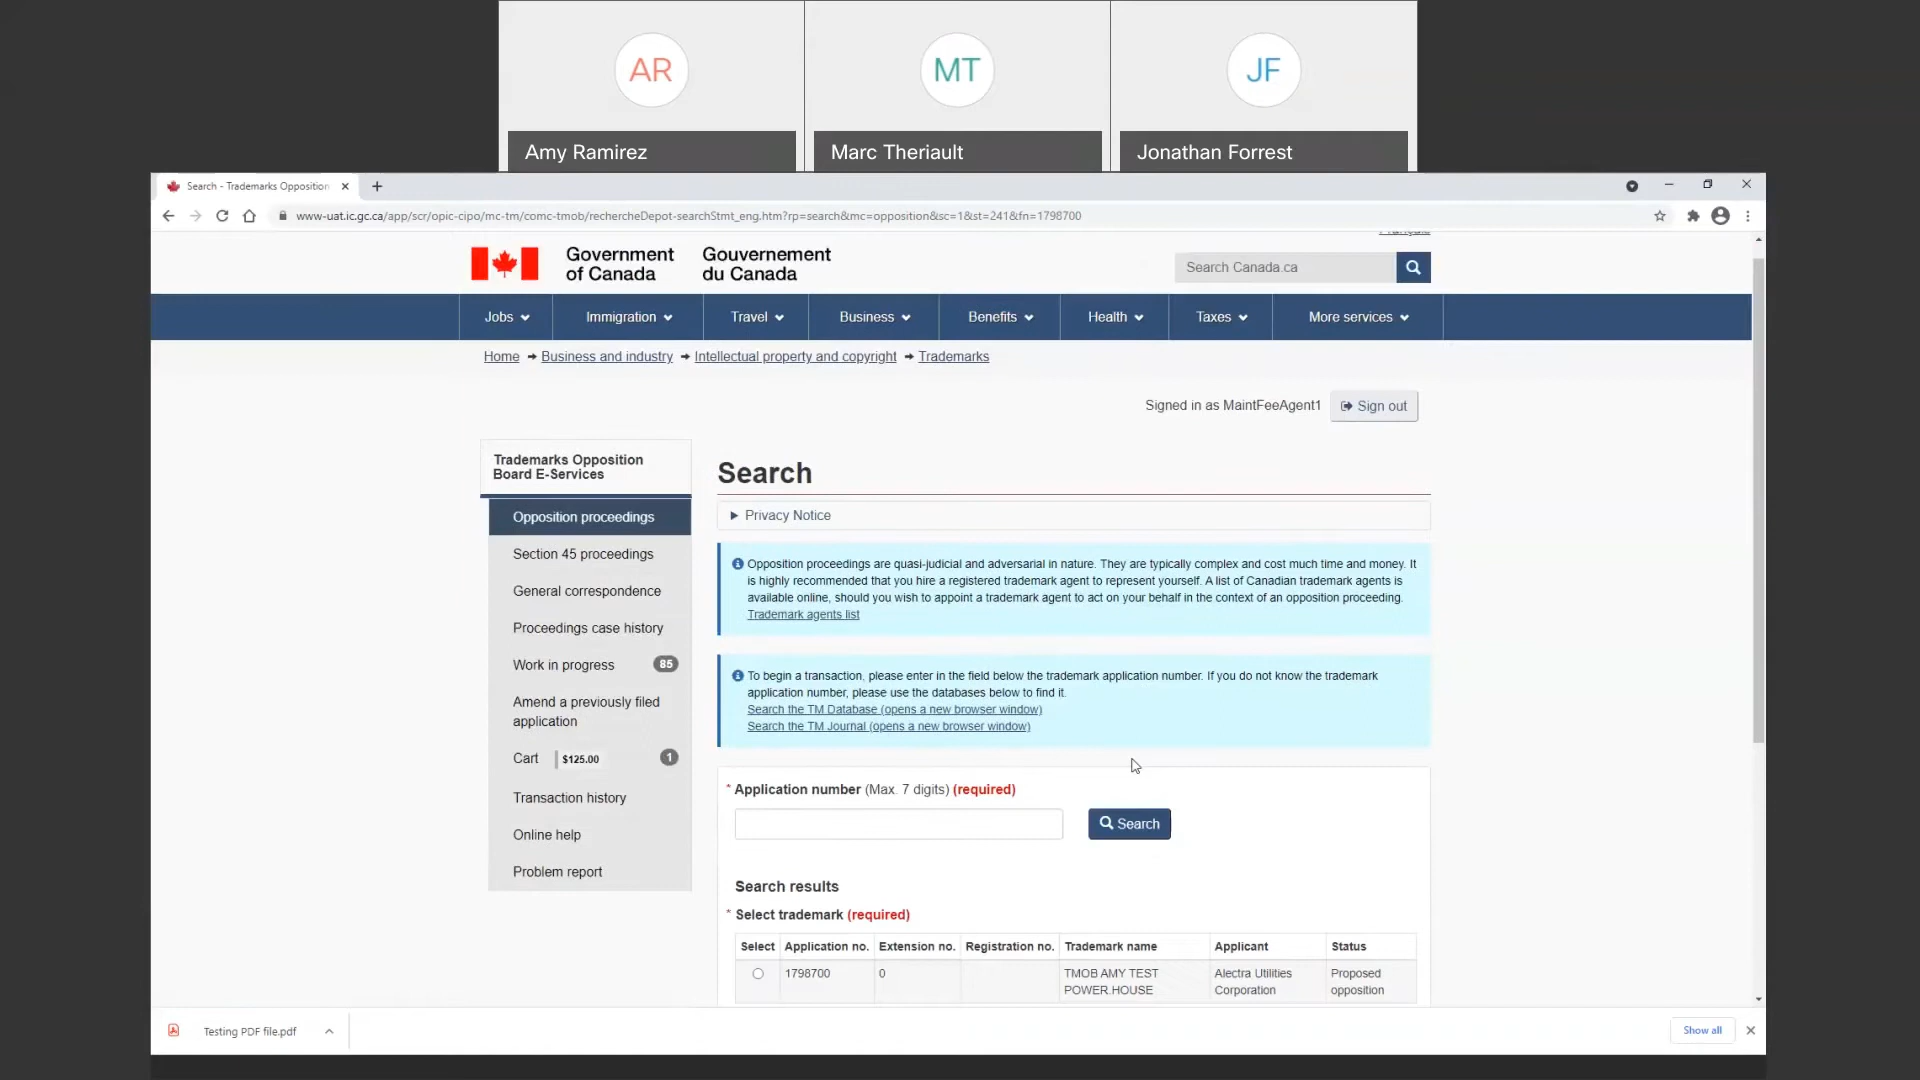 AR
MT
JF
Amy Ramirez
Marc Theriault
Jonathan Forrest
Search - Trademarks Opposition
www-uat.ic.gc.ca/app/scr/opic-cipo/mc-tm/comc-tmob/rechercheDepot-searchStmt_eng.htm?rp=search&mc=opposition&sc=1&st=241&fn=1798700
Français
Government
of Canada
Gouvernement
du Canada
Search Canada.ca
Jobs
Immigration
Travel
Business
Benefits
Health
Taxes
More services
Home
Business and industry
Intellectual property and copyright
Trademarks
Signed in as MaintFeeAgent1
Sign out
Trademarks Opposition
Board E-Services
Opposition proceedings
Section 45 proceedings
General correspondence
Proceedings case history
Work in progress 85
Amend a previously filed
application
Cart $125.00 1
Transaction history
Online help
Problem report
Search
Privacy Notice
Opposition proceedings are quasi-judicial and adversarial in nature. They are typically complex and cost much time and money. It
is highly recommended that you hire a registered trademark agent to represent yourself. A list of Canadian trademark agents is
available online, should you wish to appoint a trademark agent to act on your behalf in the context of an opposition proceeding.
Trademark agents list
To begin a transaction, please enter in the field below the trademark application number. If you do not know the trademark
application number, please use the databases below to find it.
Search the TM Database (opens a new browser window)
Search the TM Journal (opens a new browser window)
* Application number (Max. 7 digits) (required)
Search
Search results
* Select trademark (required)
Select Application no. Extension no. Registration no. Trademark name Applicant Status
1798700 0 TMOB AMY TEST Alectra Utilities Proposed
POWER.HOUSE Corporation opposition
Testing PDF file.pdf
Show all